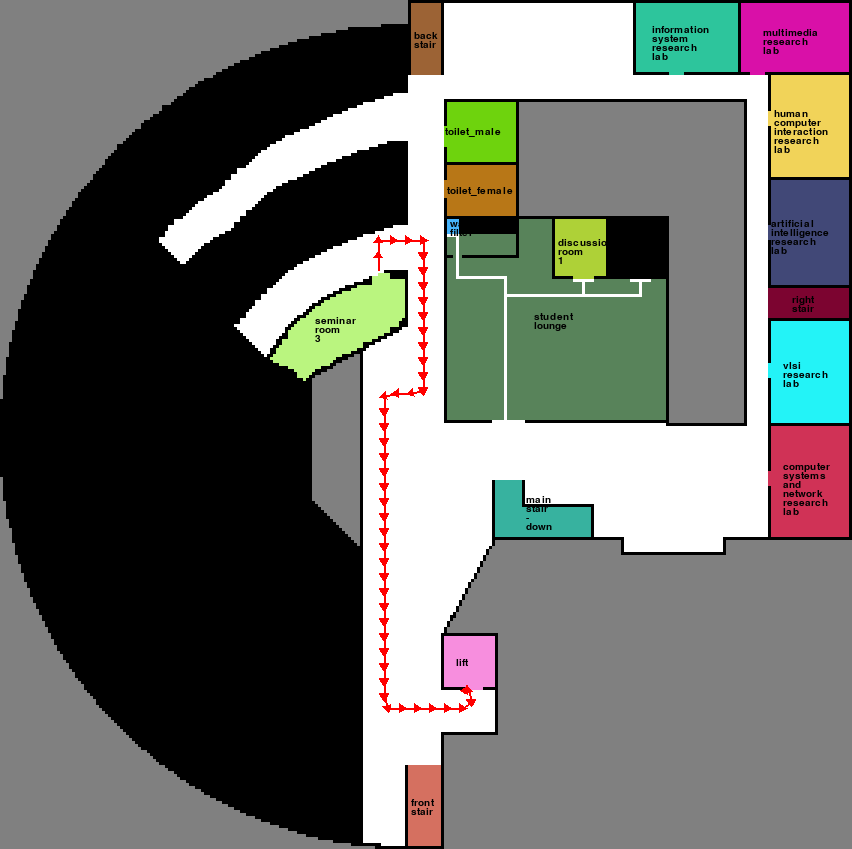 back
stair
information
system
research
lab
multimedia
research
lab
toilet_male
human
computer
interaction
research
lab
toilet_female
discussio
room
1
artificial
intelligence
research
lab
right
stair
seminar
room
3
student
lounge
vlsi
research
lab
computer
systems
and
network
research
lab
main
stair
-
down
lift
front
stair